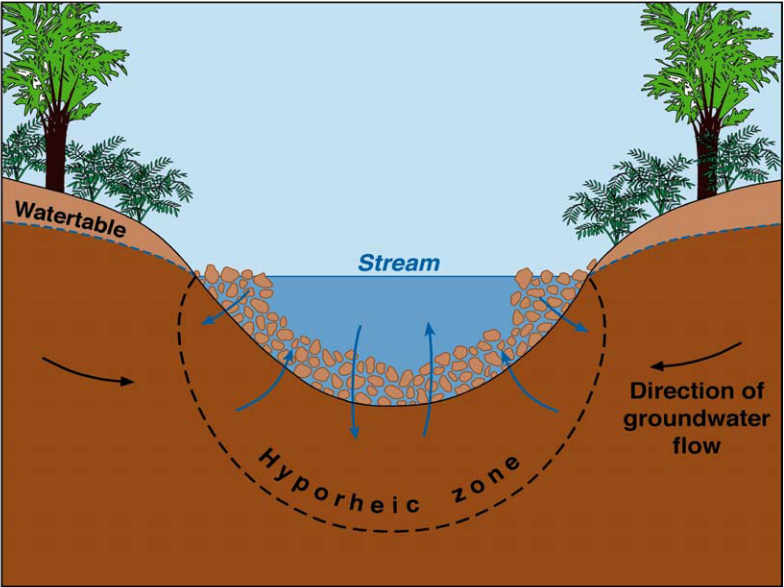 Watertable
Stream
Direction of
groundwater
flow
Hyporheic zone